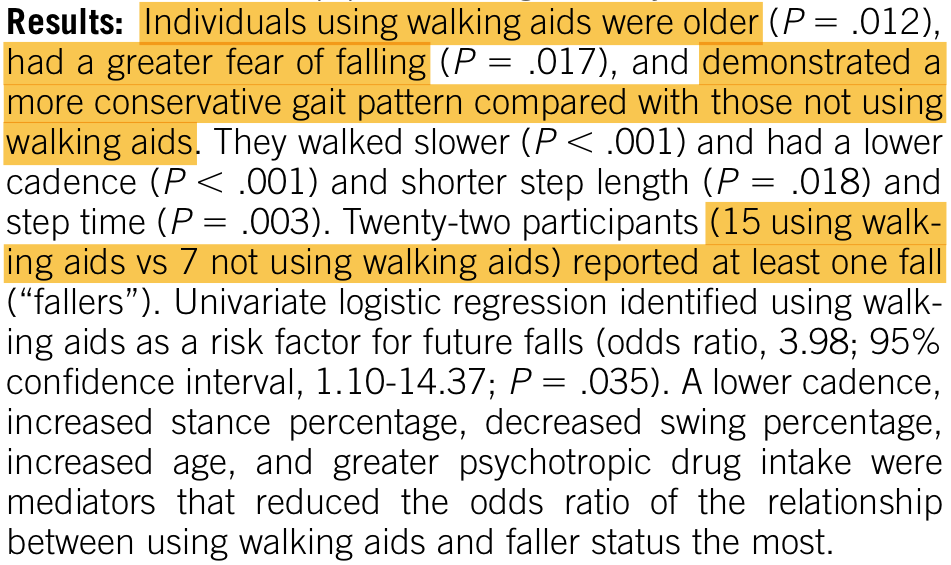 Results: Individuals using walking aids were older (P = .012),
had a greater fear of falling (P = .017), and demonstrated a
more conservative gait pattern compared with those not using
walking aids. They walked slower (P < .001) and had a lower
cadence (P < .001) and shorter step length (P = .018) and
step time (P = .003). Twenty-two participants (15 using walk-
ing aids vs 7 not using walking aids) reported at least one fall
(“fallers”). Univariate logistic regression identified using walk-
ing aids as a risk factor for future falls (odds ratio, 3.98; 95%
confidence interval, 1.10-14.37; P = .035). A lower cadence,
increased stance percentage, decreased swing percentage,
increased age, and greater psychotropic drug intake were
mediators that reduced the odds ratio of the relationship
between using walking aids and faller status the most.